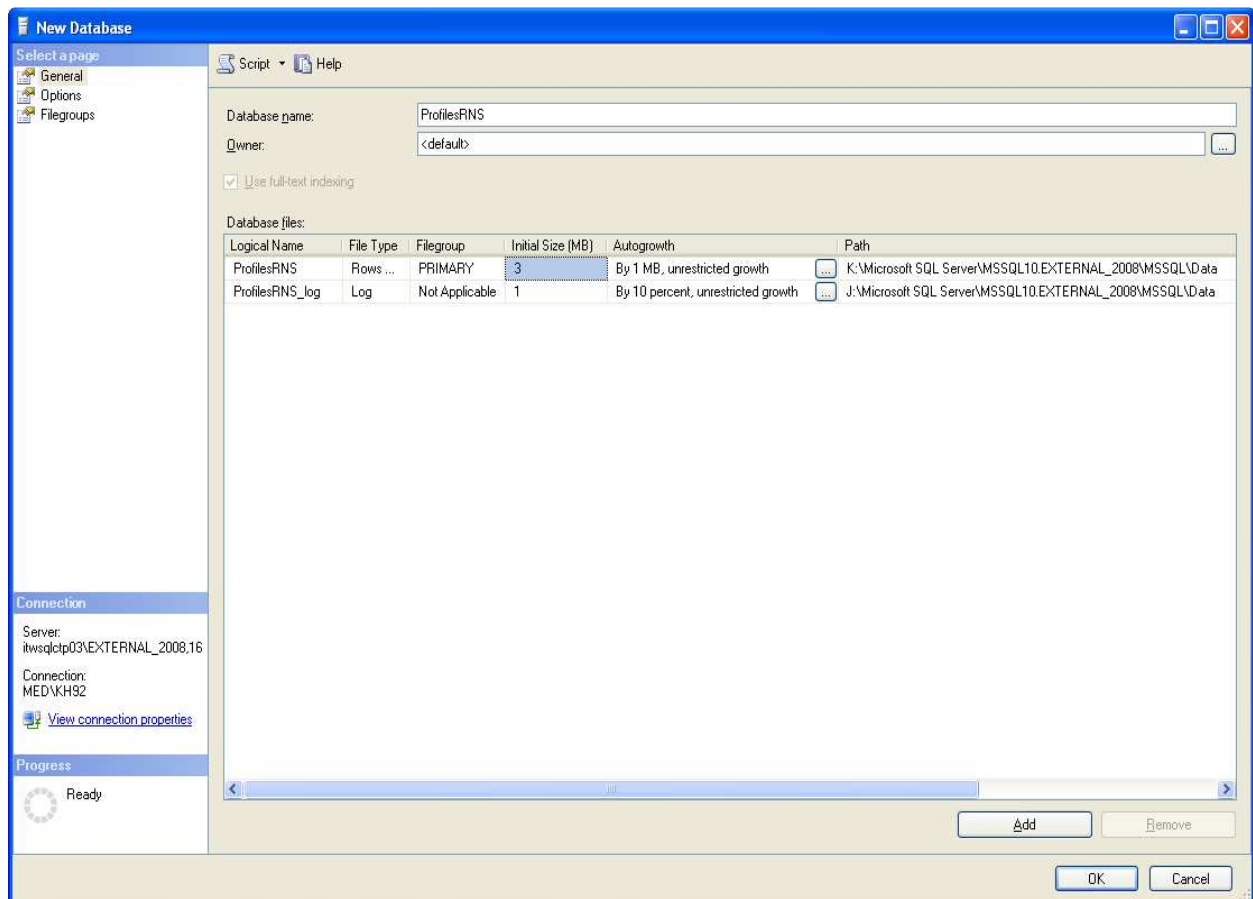 New Database
Select a page
General
Options
Filegroups
Script Help
Database name: ProfilesRNS
Owner: <default> ...
Use full-text indexing
Database files:
Logical Name File Type Filegroup Initial Size (MB) Autogrowth Path
ProfilesRNS Rows ... PRIMARY 3 By 1 MB, unrestricted growth ... K:\Microsoft SQL Server\MSSQL10.EXTERNAL_2008\MSSQL\Data
ProfilesRNS_log Log Not Applicable 1 By 10 percent, unrestricted growth ... J:\Microsoft SQL Server\MSSQL10.EXTERNAL_2008\MSSQL\Data
Connection
Server:
itwsqlctp03\EXTERNAL_2008,16
Connection:
MED\KH92
View connection properties
Progress
Ready
Add Remove
OK Cancel